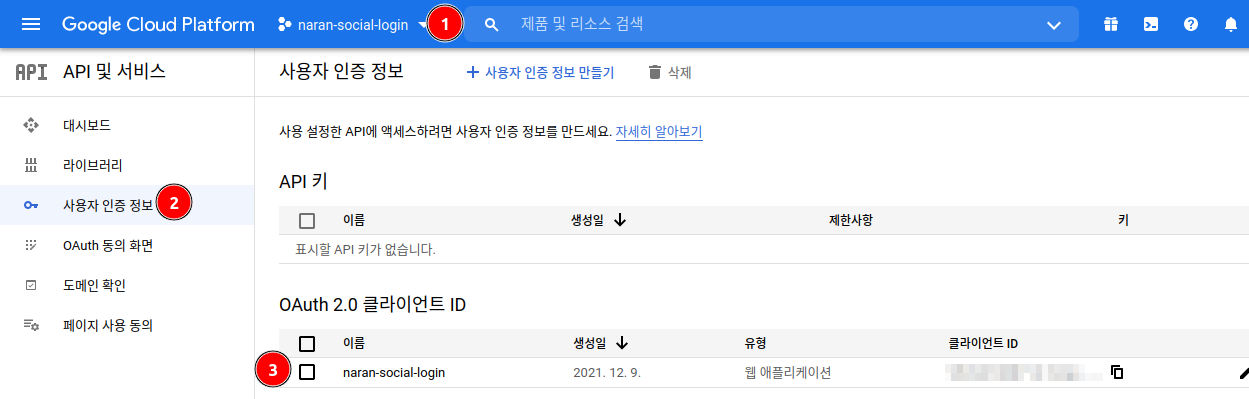 Google Cloud Platform naran-social-login 1 제품 및 리소스 검색
API API 및 서비스 사용자 인증 정보 사용자 인증 정보 만들기 삭제
대시보드
라이브러리
사용자 인증 정보 2
OAuth 동의 화면
도메인 확인
페이지 사용 동의
사용 설정한 API에 액세스하려면 사용자 인증 정보를 만드세요. 자세히 알아보기
API 키
이름 생성일 제한사항 키
표시할 API 키가 없습니다.
OAuth 2.0 클라이언트 ID
이름 생성일 유형 클라이언트 ID
3 naran-social-login 2021. 12. 9. 웹 애플리케이션